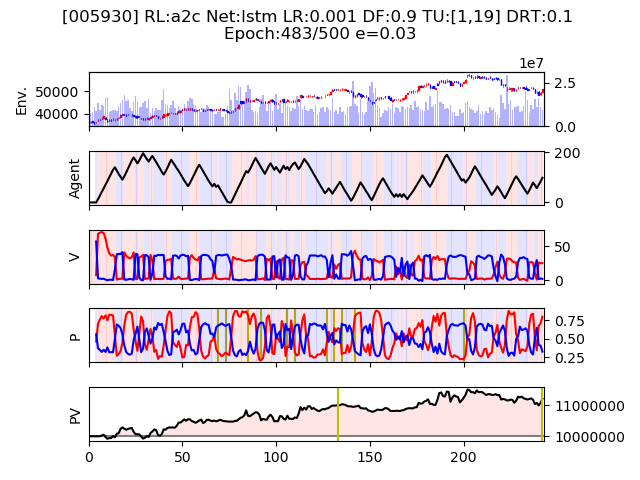 [005930] RL:a2c Net:lstm LR:0.001 DF:0.9 TU:[1,19] DRT:0.1
Epoch:483/500 e=0.03
1e7
Env.
50000
40000
2.5
0.0
Agent
200
0
V
50
0
P
0.75
0.50
0.25
PV
11000000
10000000
0 50 100 150 200